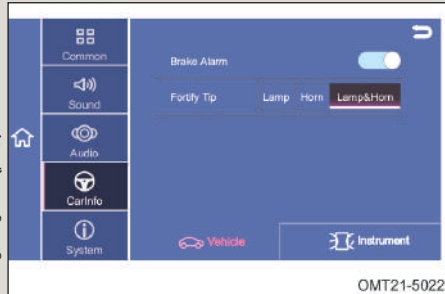 Common
Sound
Audio
CarInfo
System
Brake Alarm
Fortify Tip Lamp Horn Lamp&Horn
Vehicle
Instrument
OMT21-5022